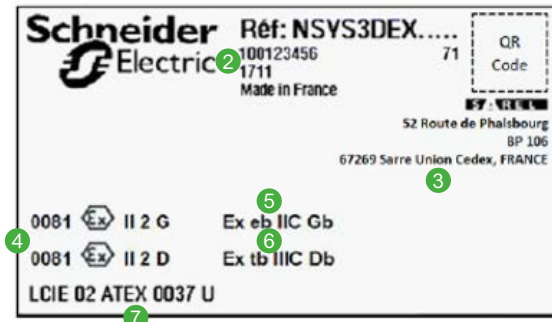 Schneider Electric
Réf: NSYS3DEX.....
2 100123456 71
1711
Made in France
QR Code
SAREL
52 Route de Phalsbourg
BP 106
67269 Sarre Union Cedex, FRANCE
3
5
0081 Ex II 2 G Ex eb IIC Gb
4 6
0081 Ex II 2 D Ex tb IIIC Db
LCIE 02 ATEX 0037 U
7